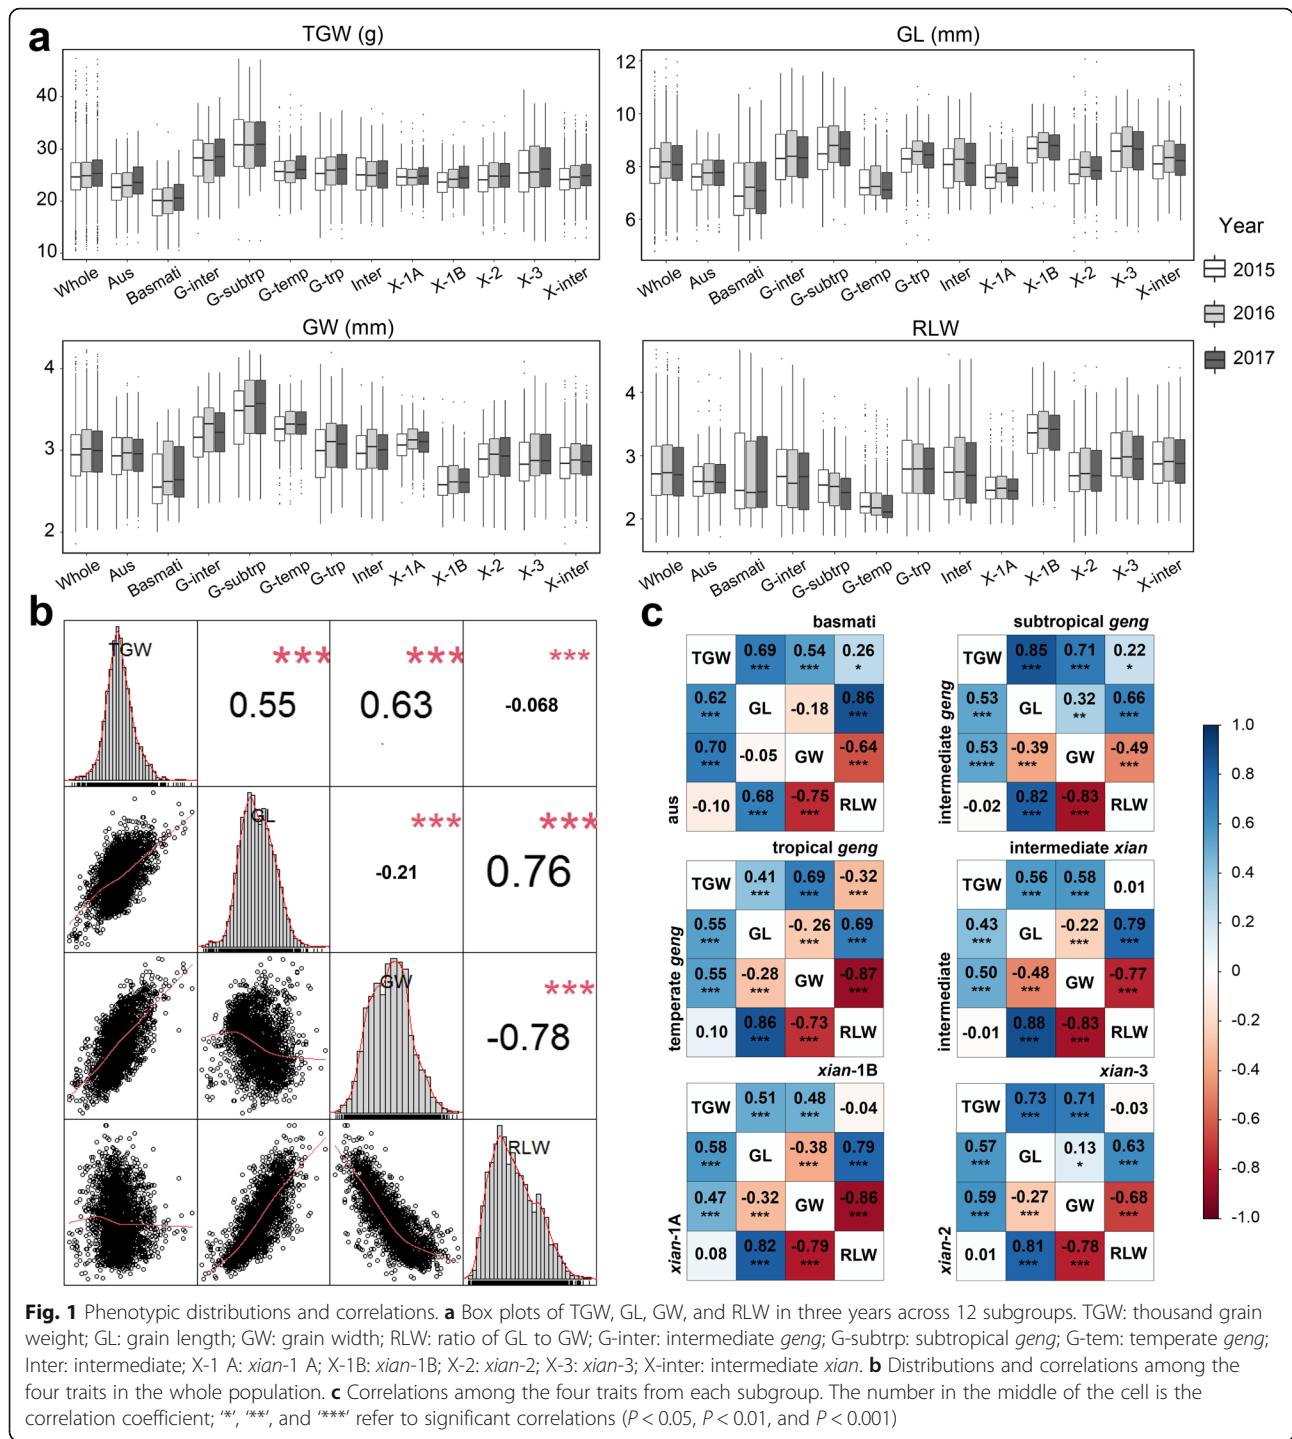 a
TGW (g)
40
30
20
10
Whole Aus Basmati G-inter G-subtrp G-temp G-trp Inter X-1A X-1B X-2 X-3 X-inter
GL (mm)
12
10
8
6
Whole Aus Basmati G-inter G-subtrp G-temp G-trp Inter X-1A X-1B X-2 X-3 X-inter
Year
2015
2016
2017
GW (mm)
4
3
2
Whole Aus Basmati G-inter G-subtrp G-temp G-trp Inter X-1A X-1B X-2 X-3 X-inter
RLW
4
3
2
Whole Aus Basmati G-inter G-subtrp G-temp G-trp Inter X-1A X-1B X-2 X-3 X-inter
b
TGW *** *** ***
0.55 0.63 -0.068
GL *** ***
-0.21 0.76
GW ***
-0.78
RLW
c
basmati
aus
TGW 0.69 0.54 0.26
*** *** *
0.62 GL -0.18 0.86
*** ***
0.70 -0.05 GW -0.64
*** ***
-0.10 0.68 -0.75 RLW
*** ***
subtropical geng
intermediate geng
TGW 0.85 0.71 0.22
*** *** *
0.53 GL 0.32 0.66
*** ** ***
0.53 -0.39 GW -0.49
**** *** ***
-0.02 0.82 -0.83 RLW
*** ***
tropical geng
temperate geng
TGW 0.41 0.69 -0.32
*** *** ***
0.55 GL -0. 26 0.69
*** *** ***
0.55 -0.28 GW -0.87
*** *** ***
0.10 0.86 -0.73 RLW
*** ***
intermediate xian
intermediate
TGW 0.56 0.58 0.01
*** ***
0.43 GL -0.22 0.79
*** *** ***
0.50 -0.48 GW -0.77
*** *** ***
-0.01 0.88 -0.83 RLW
*** ***
xian-1B
xian-1A
TGW 0.51 0.48 -0.04
*** ***
0.58 GL -0.38 0.79
*** *** ***
0.47 -0.32 GW -0.86
*** *** ***
0.08 0.82 -0.79 RLW
*** ***
xian-3
xian-2
TGW 0.73 0.71 -0.03
*** ***
0.57 GL 0.13 0.63
*** * ***
0.59 -0.27 GW -0.68
*** *** ***
0.01 0.81 -0.78 RLW
*** ***
1.0
0.8
0.6
0.4
0.2
0
-0.2
-0.4
-0.6
-0.8
-1.0
Fig. 1 Phenotypic distributions and correlations. a Box plots of TGW, GL, GW, and RLW in three years across 12 subgroups. TGW: thousand grain
weight; GL: grain length; GW: grain width; RLW: ratio of GL to GW; G-inter: intermediate geng; G-subtrp: subtropical geng; G-tem: temperate geng;
Inter: intermediate; X-1 A: xian-1 A; X-1B: xian-1B; X-2: xian-2; X-3: xian-3; X-inter: intermediate xian. b Distributions and correlations among the
four traits in the whole population. c Correlations among the four traits from each subgroup. The number in the middle of the cell is the
correlation coefficient; ‘*’, ‘**’, and ‘***’ refer to significant correlations (P < 0.05, P < 0.01, and P < 0.001)